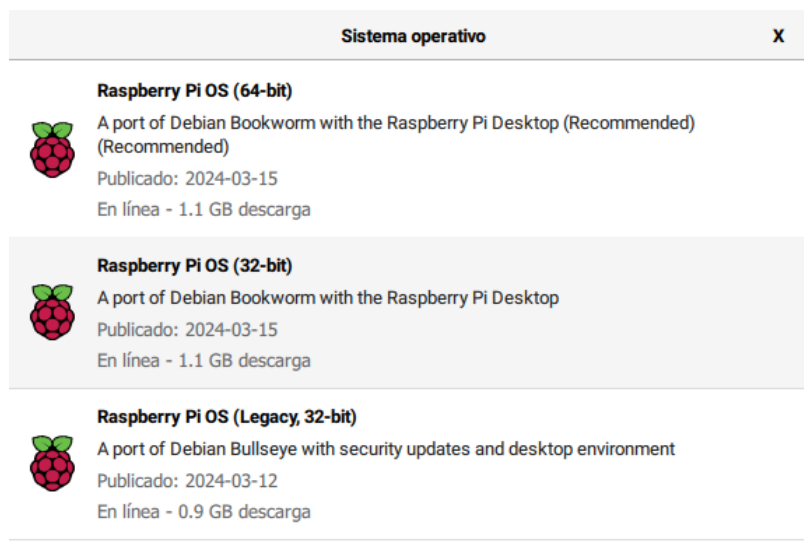 Sistema operativo X
Raspberry Pi OS (64-bit)
A port of Debian Bookworm with the Raspberry Pi Desktop (Recommended)
(Recommended)
Publicado: 2024-03-15
En línea - 1.1 GB descarga
Raspberry Pi OS (32-bit)
A port of Debian Bookworm with the Raspberry Pi Desktop
Publicado: 2024-03-15
En línea - 1.1 GB descarga
Raspberry Pi OS (Legacy, 32-bit)
A port of Debian Bullseye with security updates and desktop environment
Publicado: 2024-03-12
En línea - 0.9 GB descarga